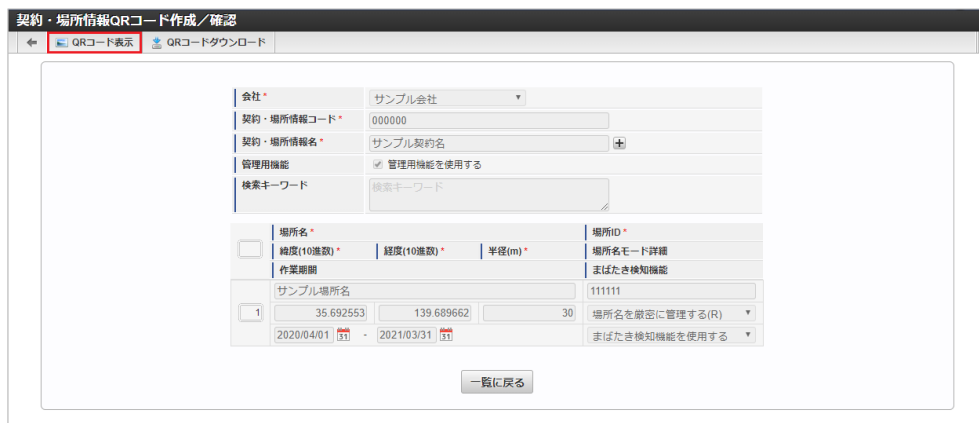 契約・場所情報QRコード作成／確認
QRコード表示 QRコードダウンロード
会社* サンプル会社
契約・場所情報コード* 000000
契約・場所情報名* サンプル契約名
管理用機能 管理用機能を使用する
検索キーワード 検索キーワード
場所名* 場所ID*
緯度(10進数)* 経度(10進数)* 半径(m)* 場所名モード詳細
作業期間 まばたき検知機能
サンプル場所名 111111
1 35.692553 139.689662 30 場所名を厳密に管理する(R)
2020/04/01 31 - 2021/03/31 31 まばたき検知機能を使用する
一覧に戻る